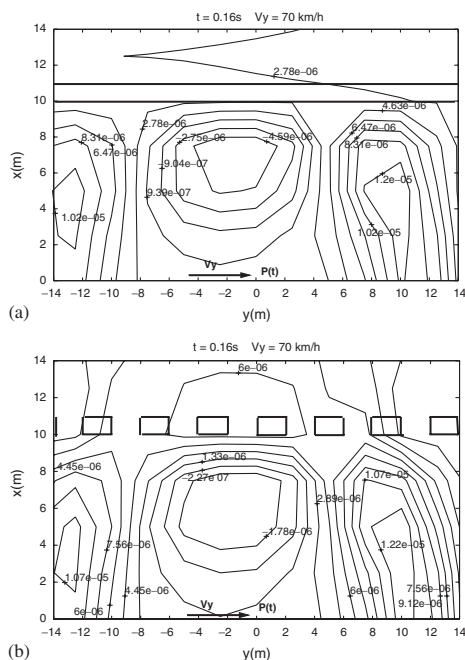 t = 0.16s Vy = 70 km/h
14
12
10
8
6
4
2
0
x(m)
2.78e-06
8.31e-06
6.47e-06
2.78e-06
-2.75e-06
-4.59e-06
4.63e-06
6.47e-06
8.31e-06
-9.04e-07
9.39e-07
1.2e-05
1.02e-05
1.02e-05
Vy P(t)
-14 -12 -10 -8 -6 -4 -2 0 2 4 6 8 10 12 14
y(m)
(a)
t = 0.16s Vy = 70 km/h
14
12
10
8
6
4
2
0
x(m)
6e-06
4.45e-06
1.33e-06
-2.27e 07
1.07e-05
2.89e-06
7.56e-06
-1.78e-06
1.22e-05
1.07e-05
4.45e-06
6e-06
6e-06
7.56e-06
9.12e-06
Vy P(t)
-14 -12 -10 -8 -6 -4 -2 0 2 4 6 8 10 12 14
y(m)
(b)